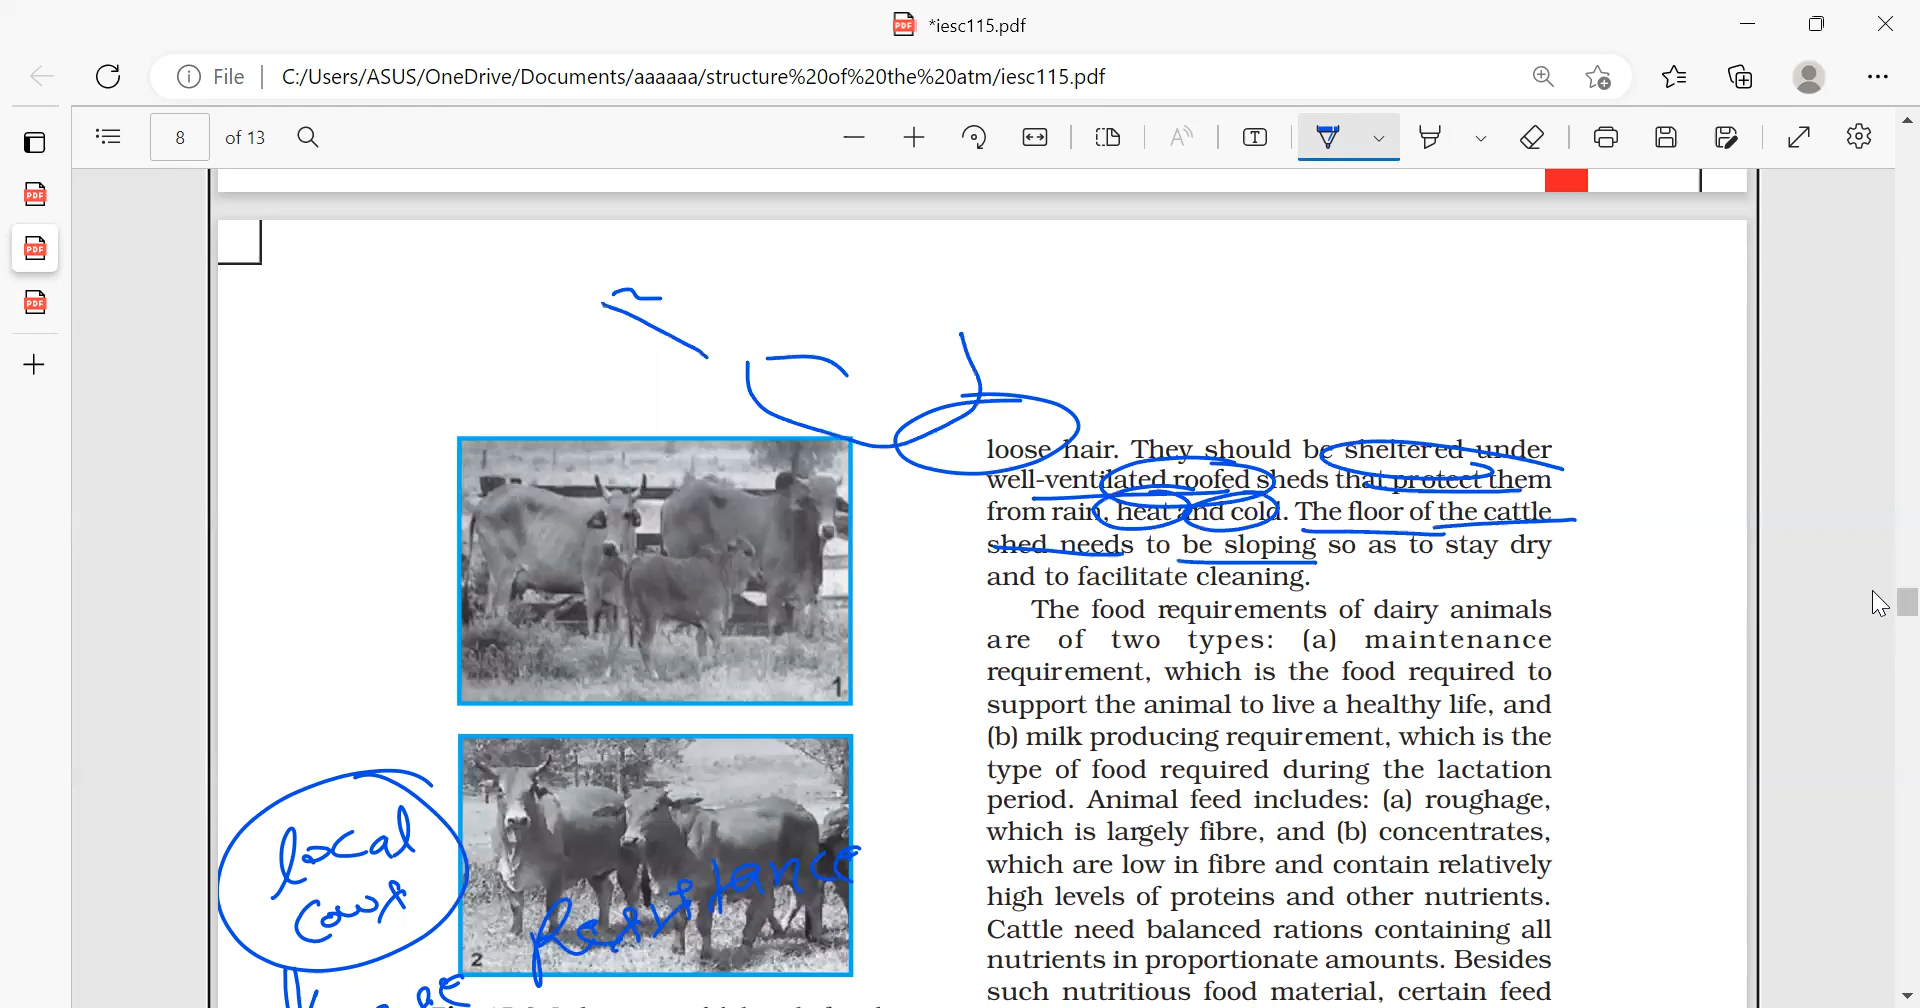 *iesc115.pdf
File
C:/Users/ASUS/OneDrive/Documents/aaaaaa/structure%20of%20the%20atm/iesc115.pdf
8 of 13
loose hair. They should be sheltered under
well-ventilated roofed sheds that protect them
from rain, heat and cold. The floor of the cattle
shed needs to be sloping so as to stay dry
and to facilitate cleaning.
The food requirements of dairy animals
are of two types: (a) maintenance
requirement, which is the food required to
support the animal to live a healthy life, and
(b) milk producing requirement, which is the
type of food required during the lactation
period. Animal feed includes: (a) roughage,
which is largely fibre, and (b) concentrates,
which are low in fibre and contain relatively
high levels of proteins and other nutrients.
Cattle need balanced rations containing all
nutrients in proportionate amounts. Besides
such nutritious food material, certain feed
1
2
local
cows